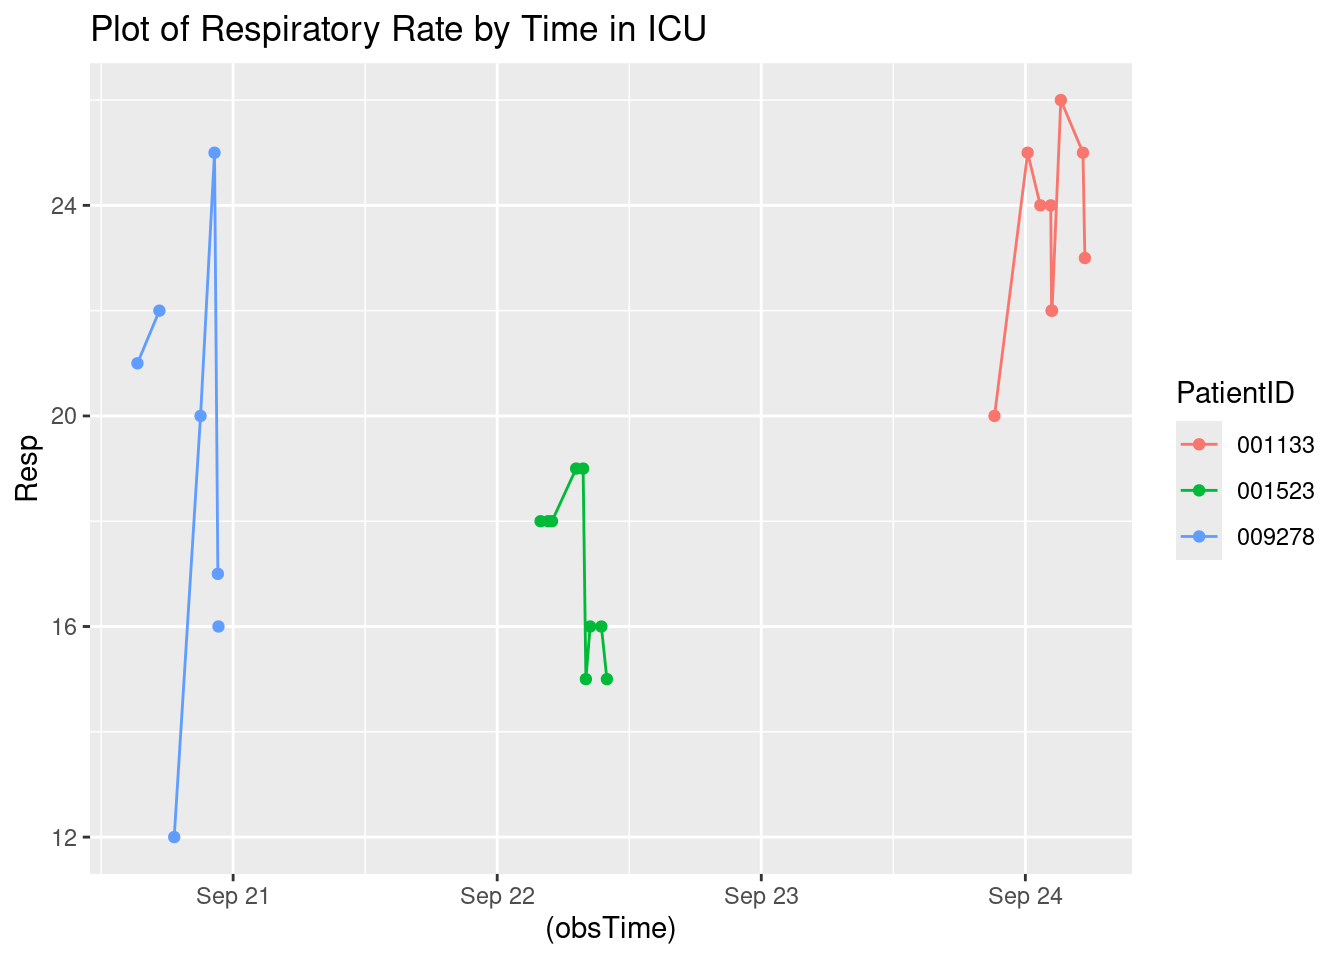 Plot of Respiratory Rate by Time in ICU
24
20
16
12
Resp
Sep 21
Sep 22
Sep 23
Sep 24
(obsTime)
PatientID
001133
001523
009278